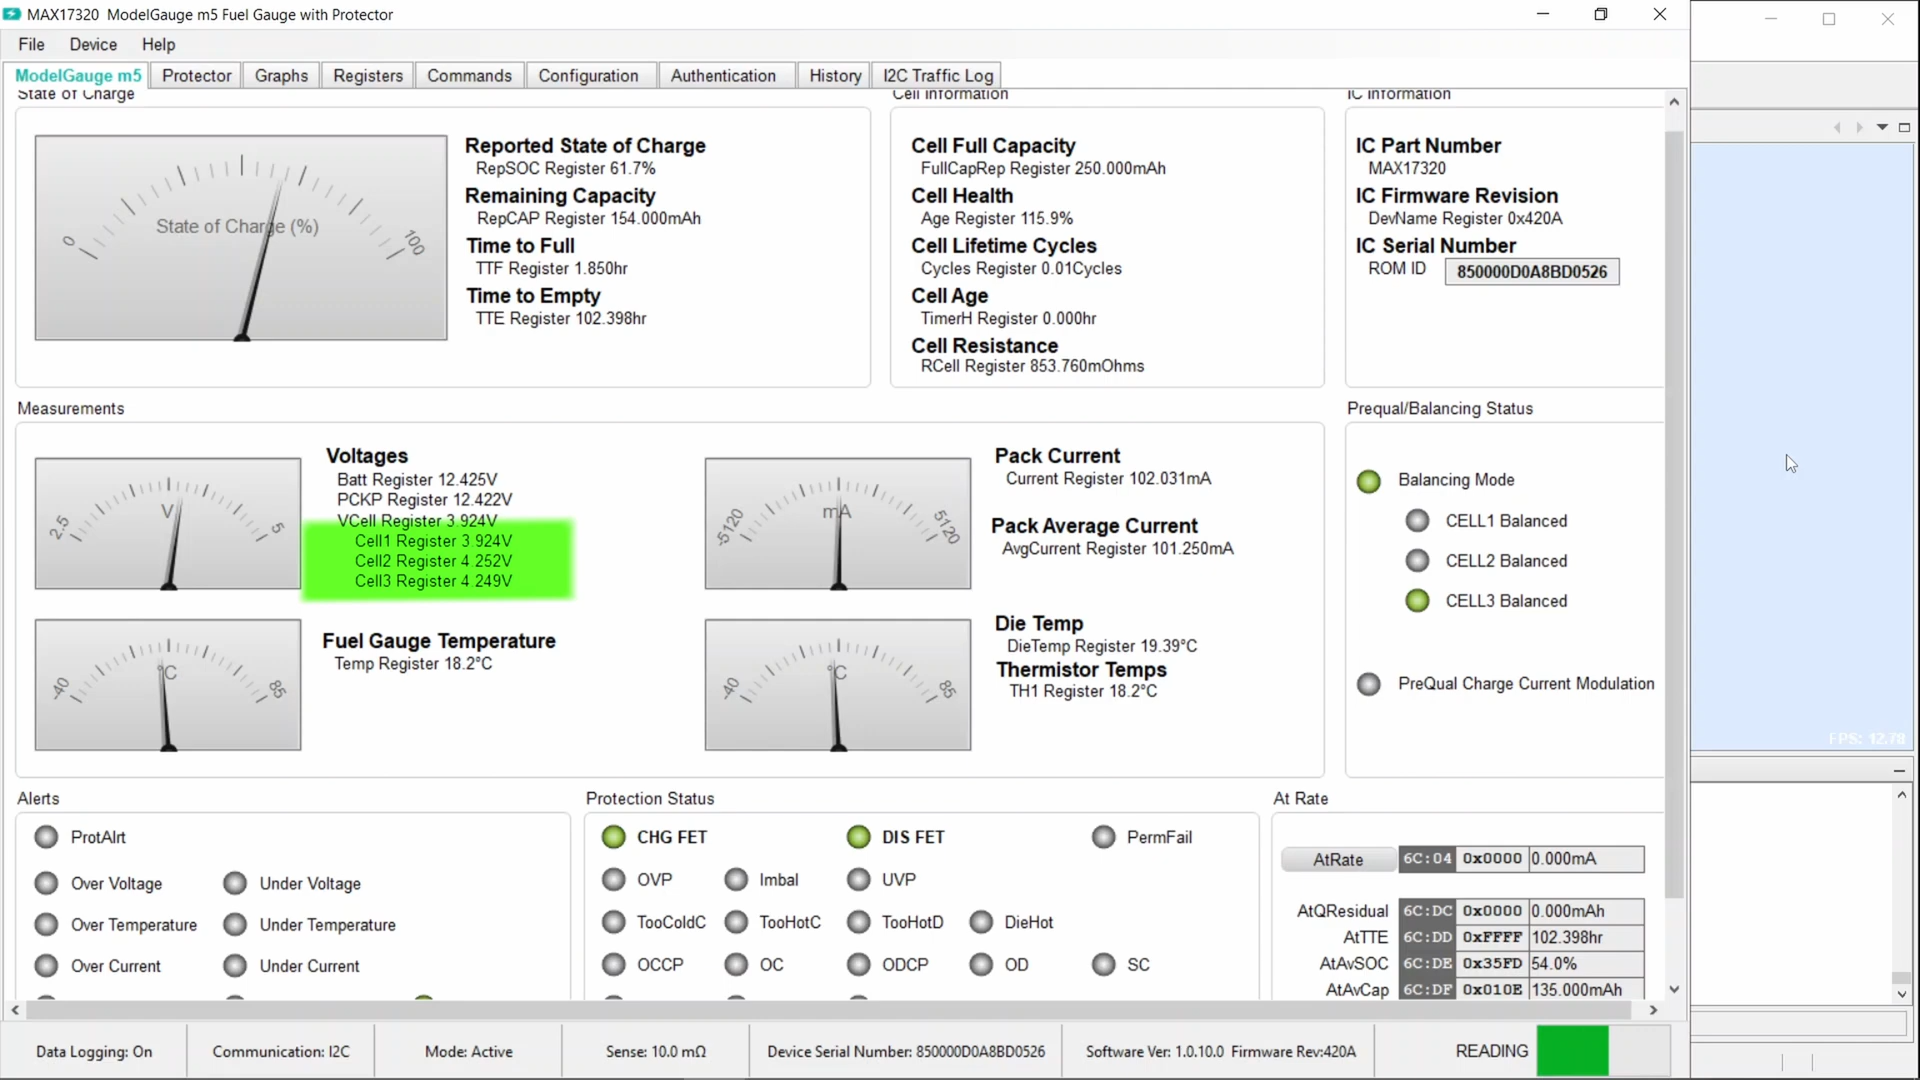 MAX17320 ModelGauge m5 Fuel Gauge with Protector
File Device Help
ModelGauge m5 Protector Graphs Registers Commands Configuration Authentication History I2C Traffic Log
State of Charge
State of Charge (%)
0
100
Reported State of Charge
RepSOC Register 61.7%
Remaining Capacity
RepCAP Register 154.000mAh
Time to Full
TTF Register 1.850hr
Time to Empty
TTE Register 102.398hr
Cell Information
Cell Full Capacity
FullCapRep Register 250.000mAh
Cell Health
Age Register 115.9%
Cell Lifetime Cycles
Cycles Register 0.01Cycles
Cell Age
TimerH Register 0.000hr
Cell Resistance
RCell Register 853.760mOhms
IC Information
IC Part Number
MAX17320
IC Firmware Revision
DevName Register 0x420A
IC Serial Number
ROM ID 850000D0A8BD0526
Measurements
2.5
V
5
Voltages
Batt Register 12.425V
PCKP Register 12.422V
VCell Register 3.924V
Cell1 Register 3.924V
Cell2 Register 4.252V
Cell3 Register 4.249V
-5120
mA
5120
Pack Current
Current Register 102.031mA
Pack Average Current
AvgCurrent Register 101.250mA
-40
°C
85
Fuel Gauge Temperature
Temp Register 18.2°C
-40
°C
85
Die Temp
DieTemp Register 19.39°C
Thermistor Temps
TH1 Register 18.2°C
Prequal/Balancing Status
Balancing Mode
CELL1 Balanced
CELL2 Balanced
CELL3 Balanced
PreQual Charge Current Modulation
FPS: 12.78
Alerts
ProtAlrt
Over Voltage Under Voltage
Over Temperature Under Temperature
Over Current Under Current
Protection Status
CHG FET DIS FET PermFail
OVP Imbal UVP
TooColdC TooHotC TooHotD DieHot
OCCP OC ODCP OD SC
At Rate
AtRate 6C:04 0x0000 0.000mA
AtQResidual 6C:DC 0x0000 0.000mAh
AtTTE 6C:DD 0xFFFF 102.398hr
AtAvSOC 6C:DE 0x35FD 54.0%
AtAvCap 6C:DF 0x010E 135.000mAh
Data Logging: On Communication: I2C Mode: Active Sense: 10.0 mΩ Device Serial Number: 850000D0A8BD0526 Software Ver: 1.0.10.0 Firmware Rev:420A READING